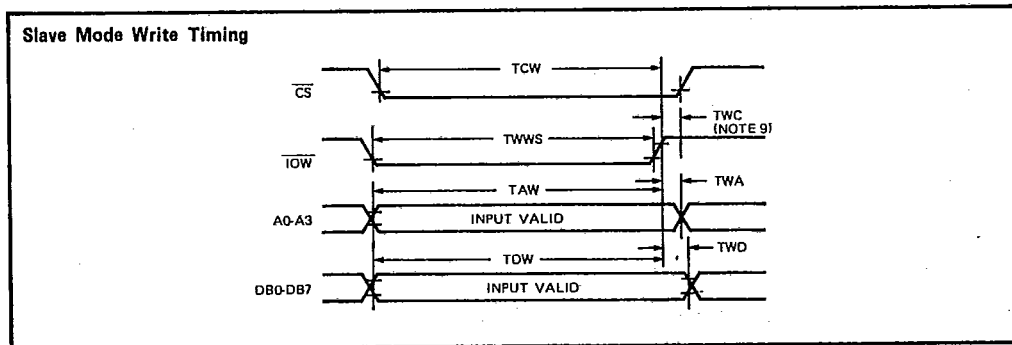 Slave Mode Write Timing
TCW
CS
TWC
(NOTE 9)
TWWS
IOW
TWA
TAW
A0-A3
INPUT VALID
TWD
TDW
DB0-DB7
INPUT VALID